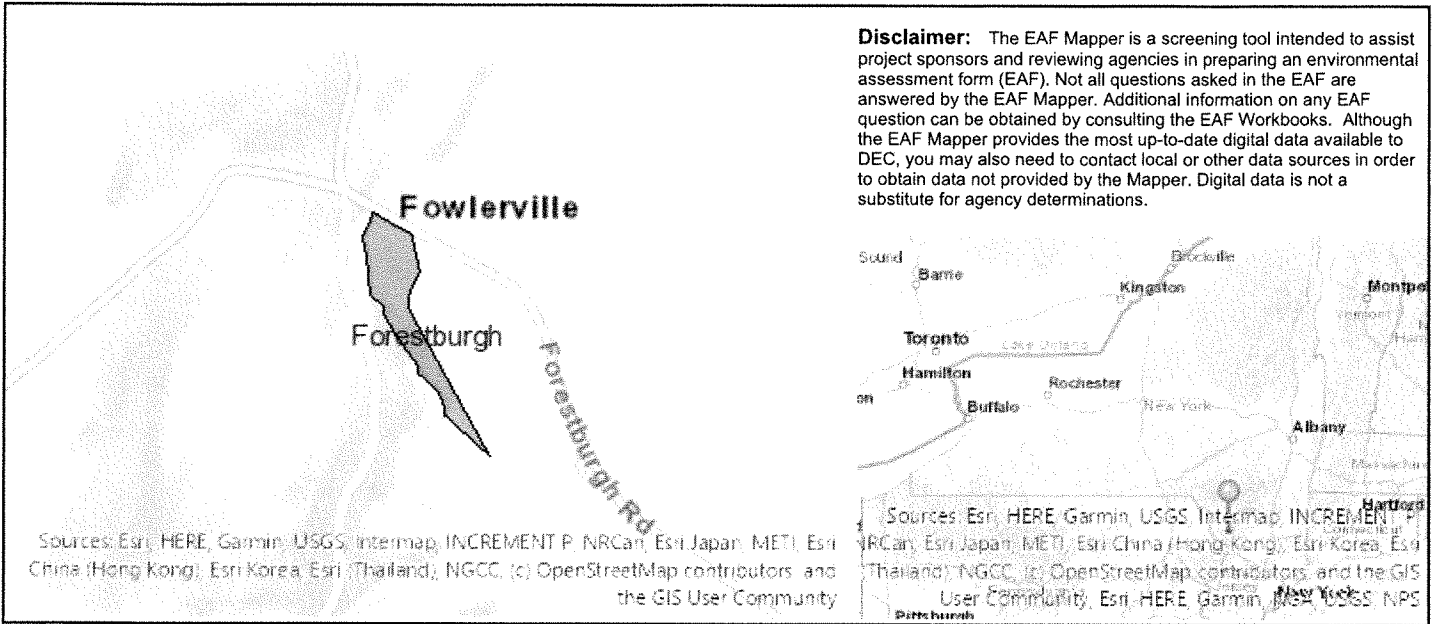 Disclaimer: The EAF Mapper is a screening tool intended to assist
project sponsors and reviewing agencies in preparing an environmental
assessment form (EAF). Not all questions asked in the EAF are
answered by the EAF Mapper. Additional information on any EAF
question can be obtained by consulting the EAF Workbooks. Although
the EAF Mapper provides the most up-to-date digital data available to
DEC, you may also need to contact local or other data sources in order
to obtain data not provided by the Mapper. Digital data is not a
substitute for agency determinations.
Fowlerville
Forestburgh
Forestburgh Rd
Sources: Esri, HERE, Garmin, USGS, Intermap, INCREMENT P, NRCan, Esri Japan, METI, Esri
China (Hong Kong), Esri Korea, Esri (Thailand), NGCC, (c) OpenStreetMap contributors, and
the GIS User Community
Sound
Barrie
Brockville
Kingston
Montpe
Toronto
Lake Ontario
Hamilton
on
Rochester
Buffalo
New York
Albany
Hartford
Sources: Esri, HERE, Garmin, USGS, Intermap, INCREMENT P,
NRCan, Esri Japan, METI, Esri China (Hong Kong), Esri Korea, Esri
(Thailand), NGCC, (c) OpenStreetMap contributors, and the GIS
User Community, Esri, HERE, Garmin, USGS, NPS
New York
Pittsburgh